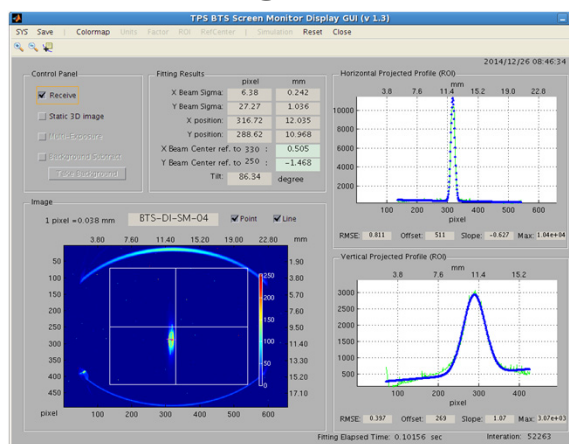 TPS BTS Screen Monitor Display GUI (v 1.3)
SYS Save Colormap Units Factor ROI RefCenter Simulation Reset Close
2014/12/26 08:46:34
Control Panel
Receive
Static 3D image
Multi-Exposure
Background Subtract
Take Background
Fitting Results
pixel mm
X Beam Sigma: 6.38 0.242
Y Beam Sigma: 27.27 1.036
X position: 316.72 12.035
Y position: 288.62 10.968
X Beam Center ref. to 330 : 0.505
Y Beam Center ref. to 250 : -1.468
Tilt: 86.34 degree
Horizontal Projected Profile (ROI)
mm
3.8 7.6 11.4 15.2 19.0 22.8
10000
8000
6000
4000
2000
100 200 300 400 500 600
pixel
RMSE: 0.811 Offset: 511 Slope: -0.627 Max: 1.04e+04
Image
1 pixel =0.038 mm BTS-DI-SM-04 Point Line
3.80 7.60 11.40 15.20 19.00 22.80 mm
50 1.90
100 3.80
150 5.70
200 7.60
250 9.50
300 11.40
350 13.30
400 15.20
450 17.10
250
200
150
100
50
0
pixel 100 200 300 400 500 600
Vertical Projected Profile (ROI)
mm
3.8 7.6 11.4 15.2
3000
2500
2000
1500
1000
500
100 200 300 400
pixel
RMSE: 0.397 Offset: 269 Slope: 1.07 Max: 3.07e+03
Fitting Elapsed Time: 0.10156 sec Interation: 52263